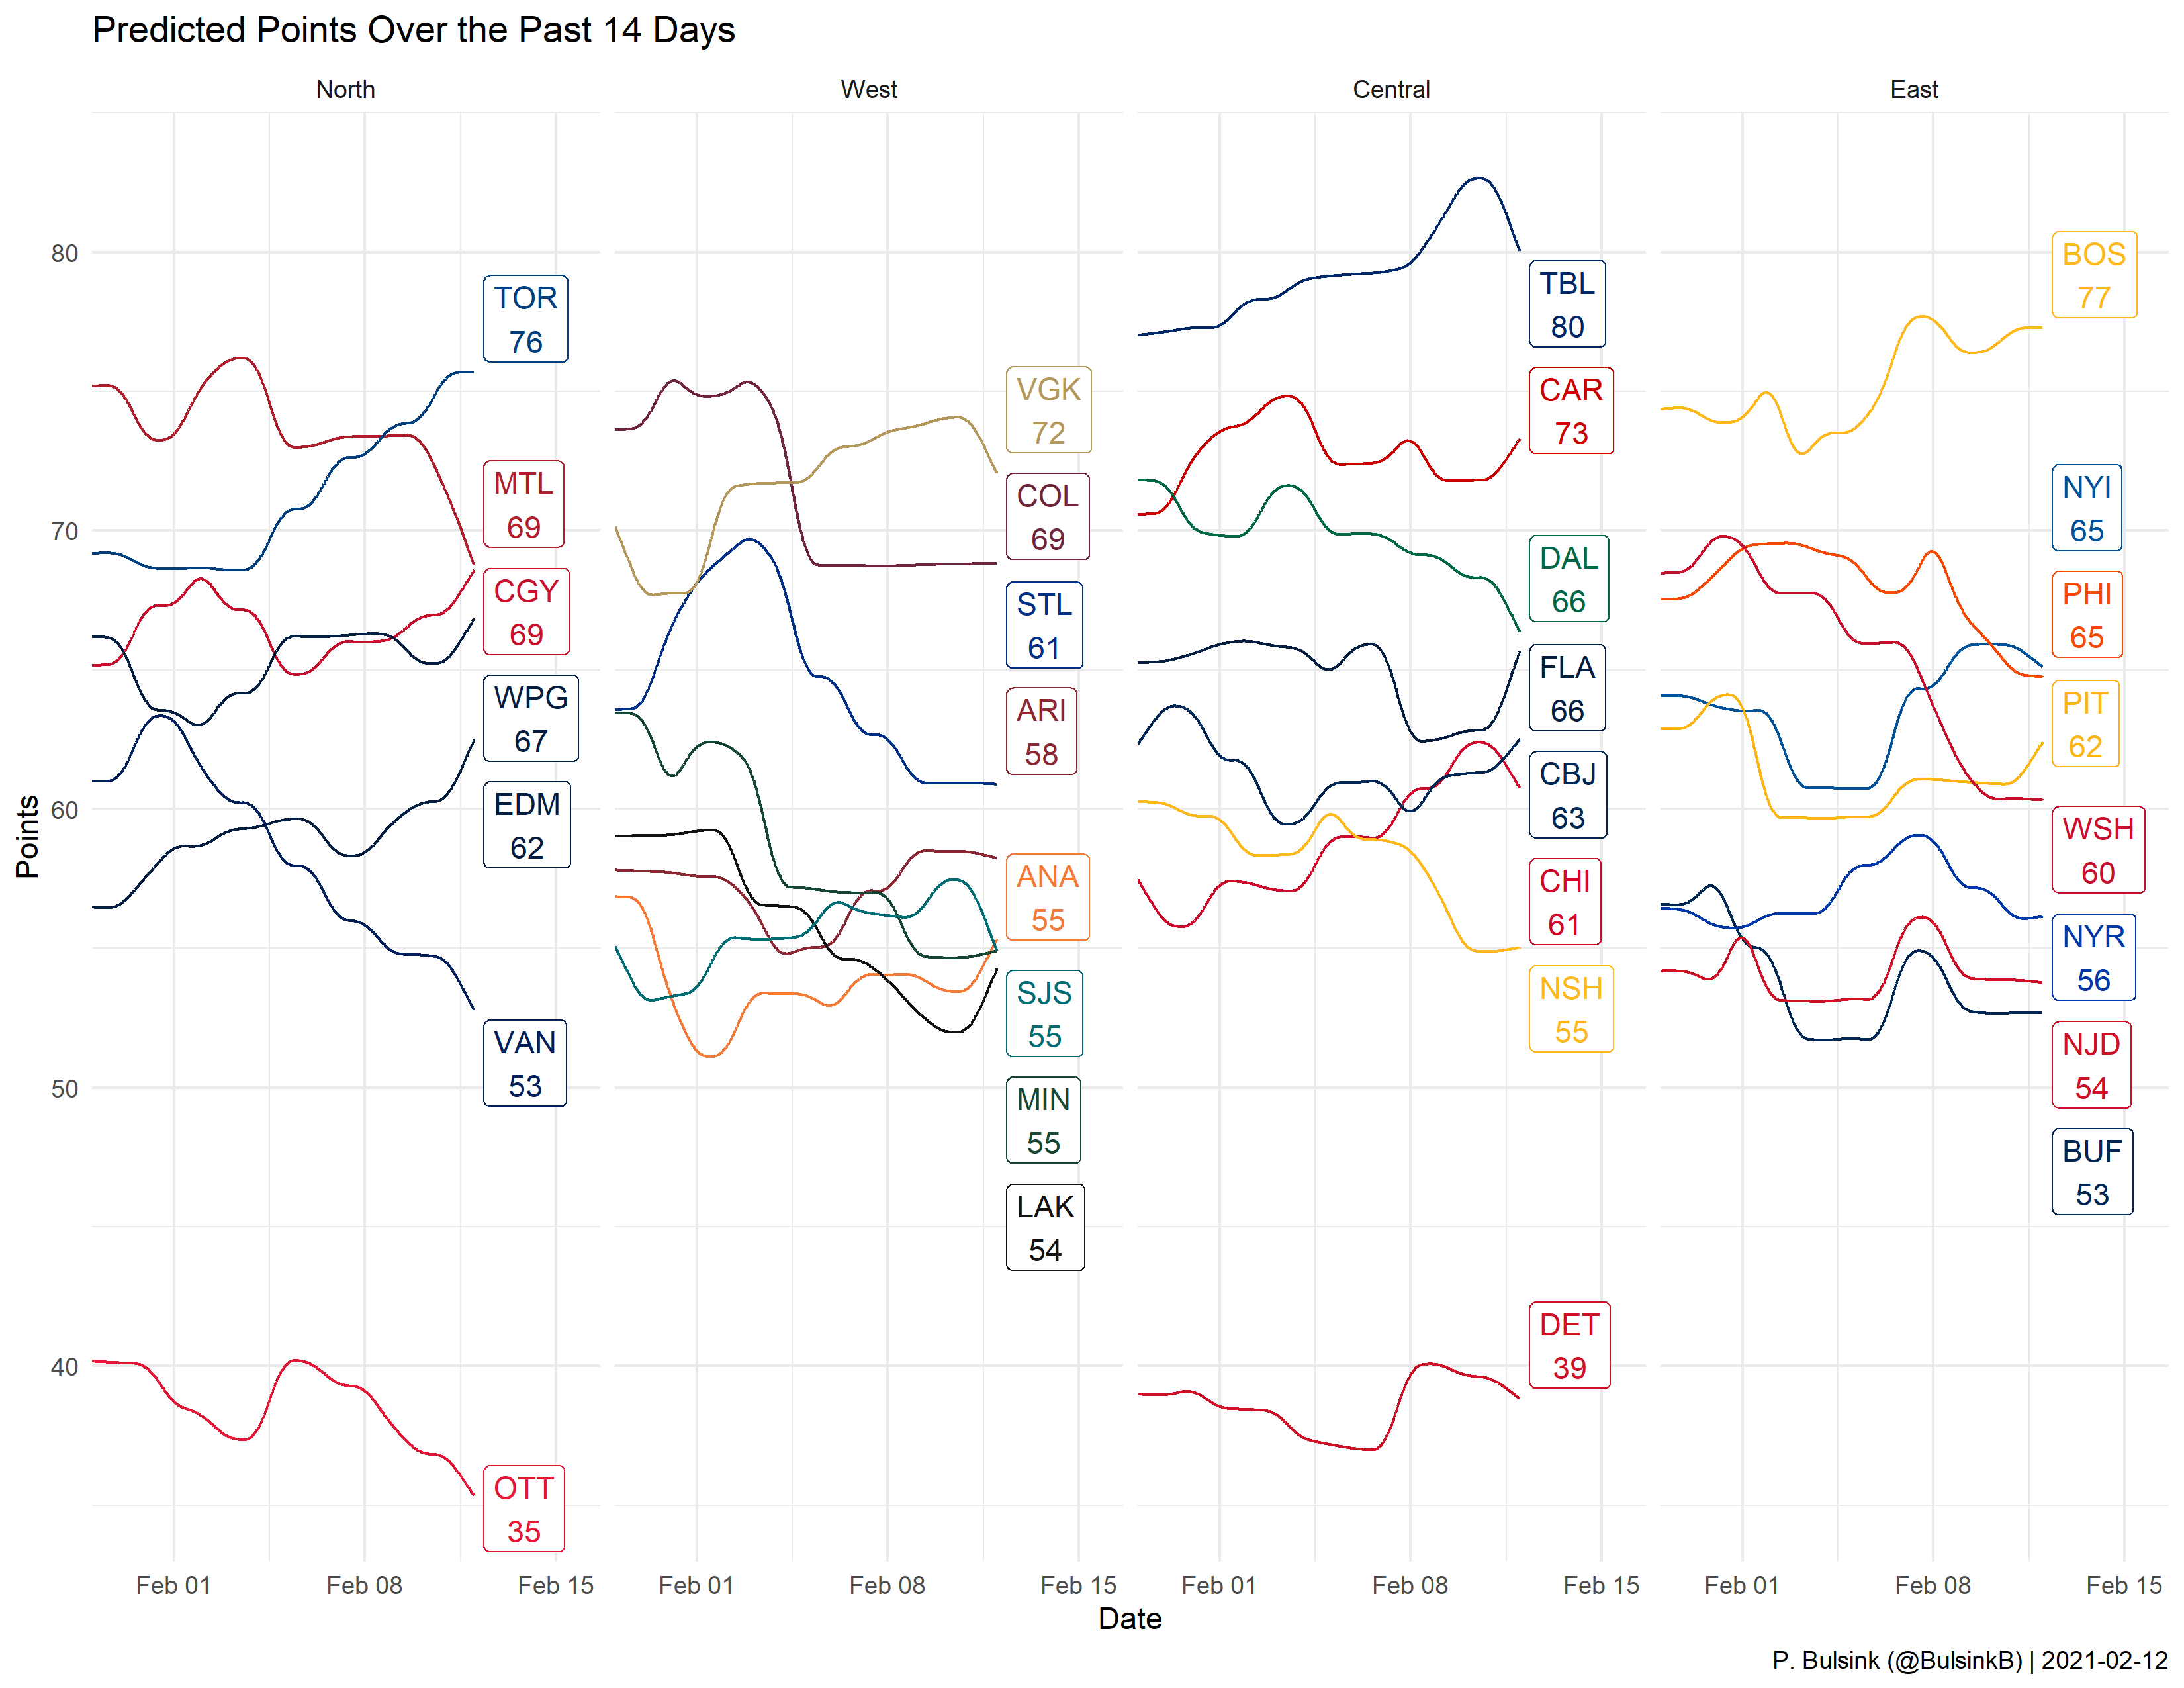 Predicted Points Over the Past 14 Days
North
West
Central
East
Points
80
70
60
50
40
TOR
76
MTL
69
CGY
69
WPG
67
EDM
62
VAN
53
OTT
35
VGK
72
COL
69
STL
61
ARI
58
ANA
55
SJS
55
MIN
55
LAK
54
TBL
80
CAR
73
DAL
66
FLA
66
CBJ
63
CHI
61
NSH
55
DET
39
BOS
77
NYI
65
PHI
65
PIT
62
WSH
60
NYR
56
NJD
54
BUF
53
Feb 01 Feb 08 Feb 15
Feb 01 Feb 08 Feb 15
Feb 01 Feb 08 Feb 15
Feb 01 Feb 08 Feb 15
Date
P. Bulsink (@BulsinkB) | 2021-02-12